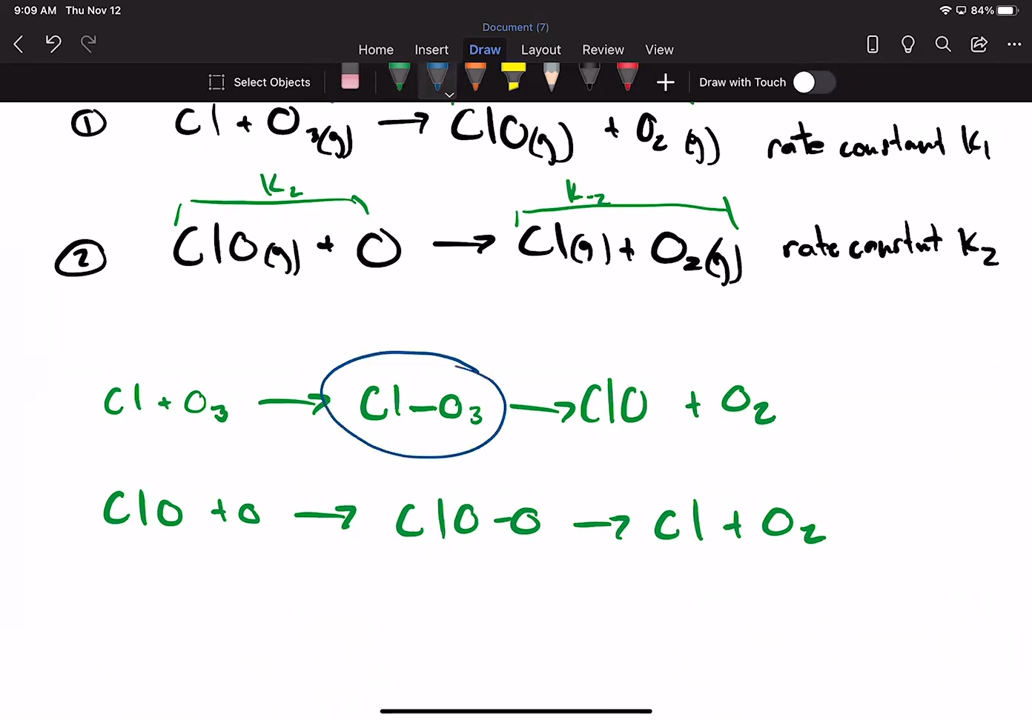 9:09 AM Thu Nov 12 84%
Document (7)
Home Insert Draw Layout Review View
Select Objects Draw with Touch
① Cl + O₃(g) → ClO(g) + O₂(g) rate constant K₁
K₂ K₋₂
② ClO(g) + O → Cl(g) + O₂(g) rate constnt K₂
Cl + O₃ → Cl–O₃ → ClO + O₂
ClO + O → ClO–O → Cl + O₂